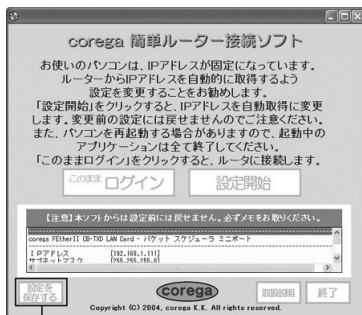 corega 簡単ルーター接続ソフト
お使いのパソコンは、IPアドレスが固定になっています。
ルーターからIPアドレスを自動的に取得するよう
設定を変更することをお勧めします。
「設定開始」をクリックすると、IPアドレスを自動取得に変更
します。変更前の設定には戻せませんのでご注意ください。
また、パソコンを再起動する場合がありますので、起動中の
アプリケーションは全て終了してください。
「このままログイン」をクリックすると、ルータに接続します。
このまま ログイン 設定開始
【注意】本ソフトからは設定前には戻せません。必ずメモをお取りください。
corega FEtherII CB-TXD LAN Card - パケット スケジューラ ミニポート
IPアドレス [192.168.1.111]
サブネットマスク [255.255.255.0]
設定を
保存する
corega
取扱説明
終了
Copyright (C) 2004, corega K.K. All rights reserved.